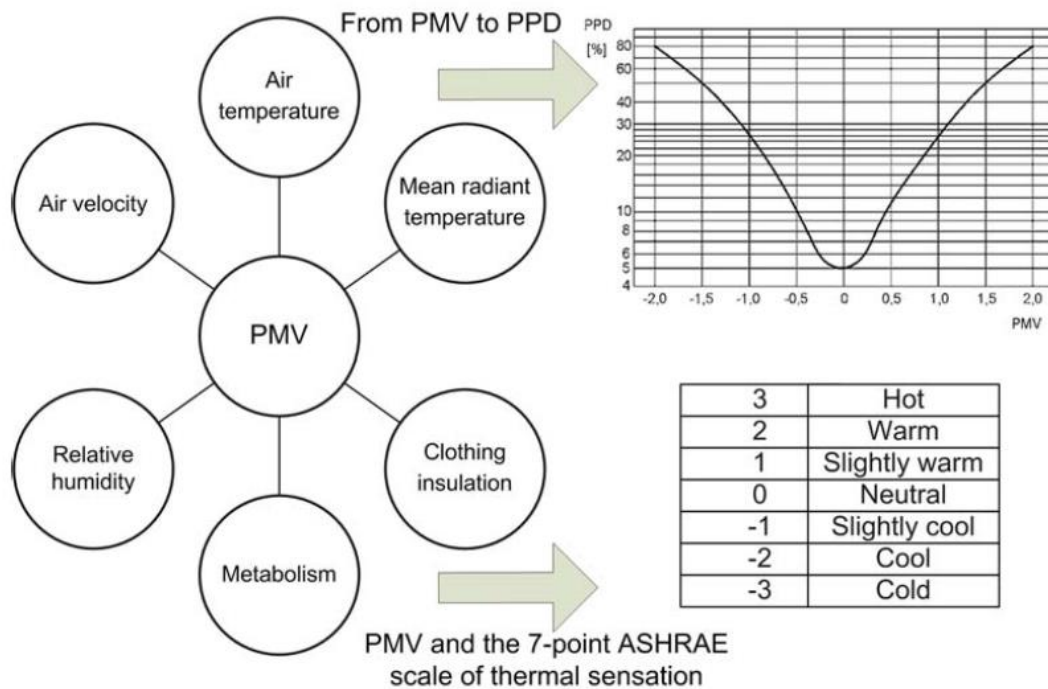 From PMV to PPD
Air
temperature
Air velocity
Mean radiant
temperature
PMV
Relative
humidity
Clothing
insulation
Metabolism
PPD
[%]
80
60
40
30
20
10
8
6
5
4
-2,0 -1,5 -1,0 -0,5 0 0,5 1,0 1,5 2,0
PMV
3 Hot
2 Warm
1 Slightly warm
0 Neutral
-1 Slightly cool
-2 Cool
-3 Cold
PMV and the 7-point ASHRAE
scale of thermal sensation